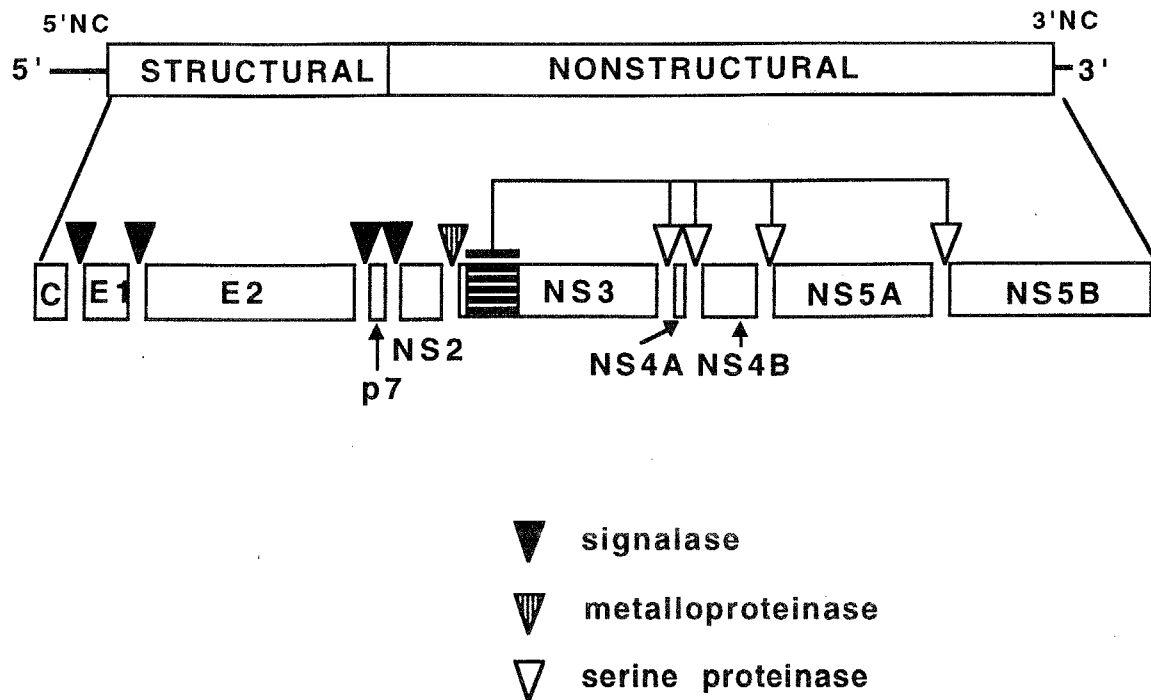 5'NC
3'NC
5' STRUCTURAL NONSTRUCTURAL 3'
C E1 E2 NS3 NS5A NS5B
NS2 NS4A NS4B
p7
signalase
metalloproteinase
serine proteinase